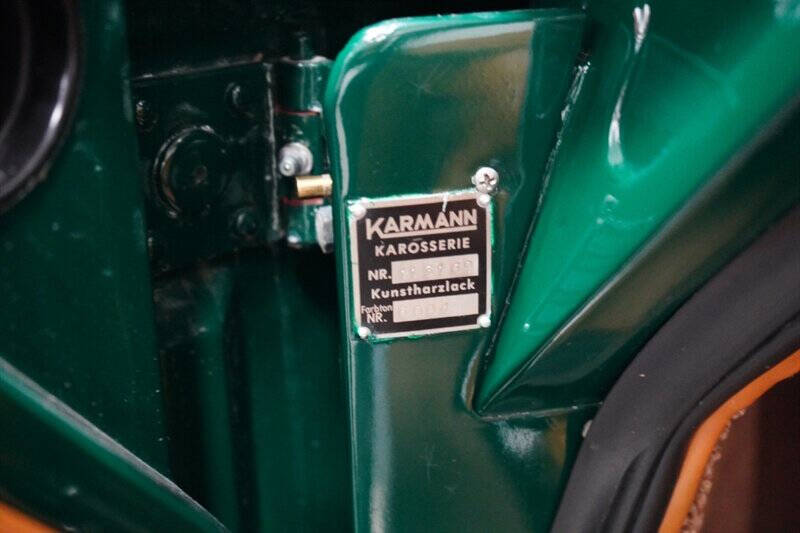 KARMANN
KAROSSERIE
NR.
Kunstharzlack
Farbton
NR.